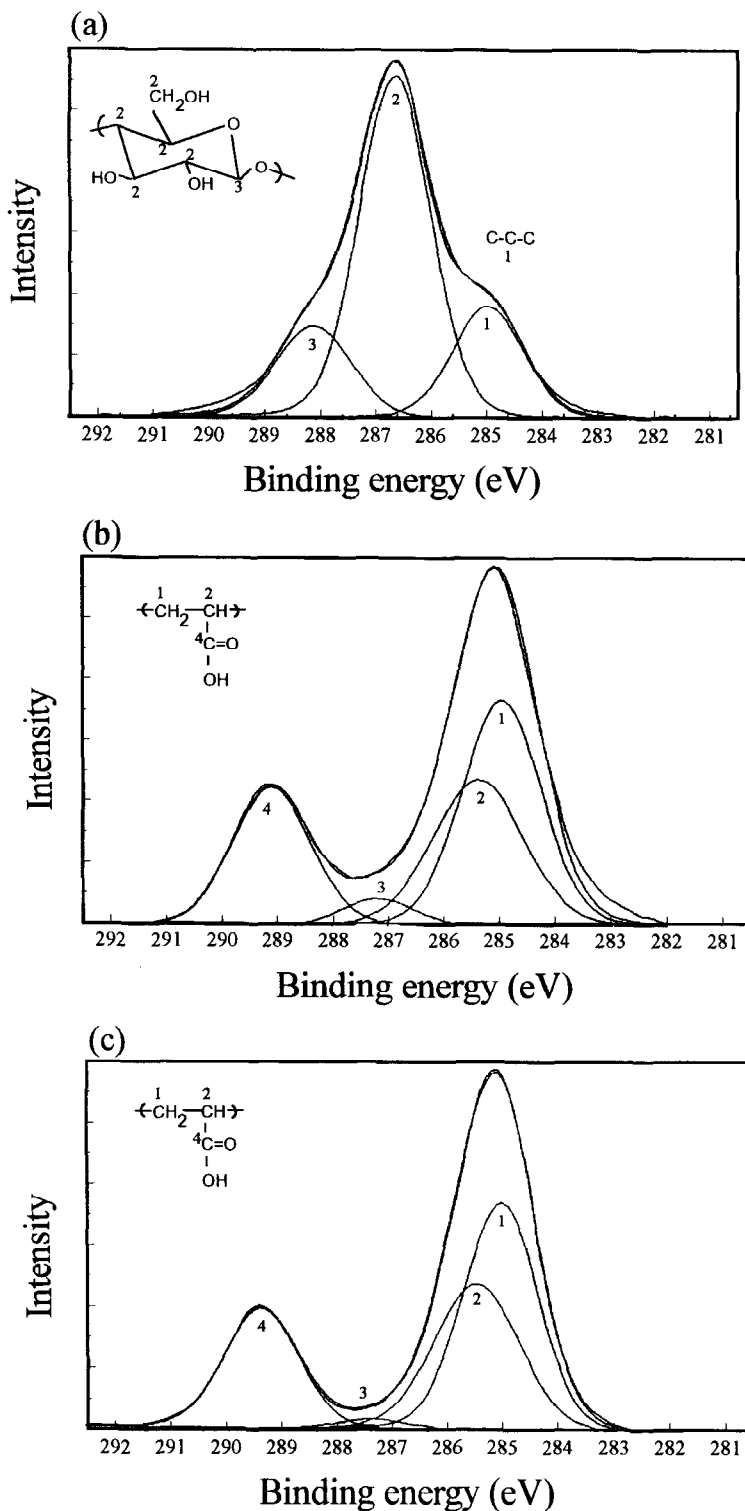 (a)
Intensity
2
CH2OH
2
O
2
2
HO
2
OH
3
O
2
C-C-C
1
3
1
292 291 290 289 288 287 286 285 284 283 282 281
Binding energy (eV)
(b)
Intensity
1 2
CH2—CH
4C=O
OH
4
3
2
1
292 291 290 289 288 287 286 285 284 283 282 281
Binding energy (eV)
(c)
Intensity
1 2
CH2—CH
4C=O
OH
4
3
2
1
292 291 290 289 288 287 286 285 284 283 282 281
Binding energy (eV)